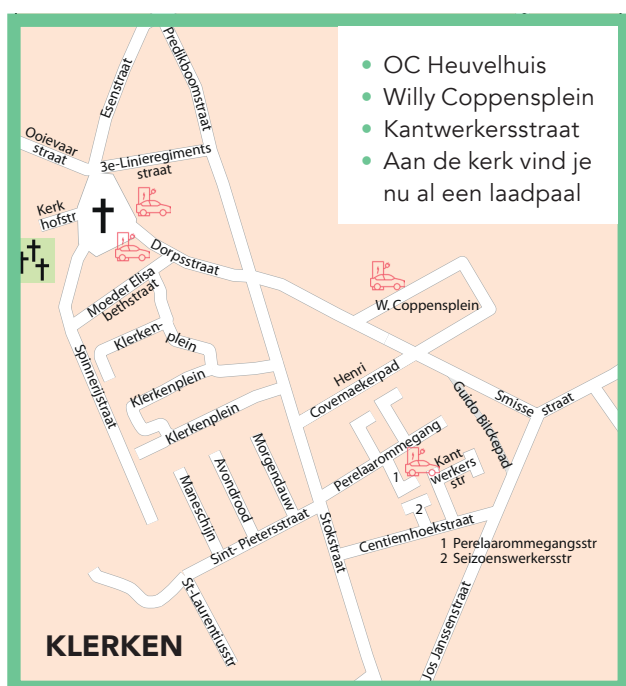 • OC Heuvelhuis
• Willy Coppensplein
• Kantwerkersstraat
• Aan de kerk vind je
nu al een laadpaal
Esenstraat
Predikboomstraat
Ooievaar
straat
3e-Linieregiments
straat
Kerk
hofstr
Dorpsstraat
Moeder Elisa
bethstraat
W. Coppensplein
Klerken-
plein
Spinnerijstraat
Klerkenplein
Klerkenplein
Henri
Covemaekerpad
Guido Bilckepad
Smisse straat
Perelaarommegang
Kant
werkers
str
1
2
Morgendauw
Avondrood
Maneschijn
Sint- Pietersstraat
Stokstraat
Centiemhoekstraat
1 Perelaarommegangsstr
2 Seizoenswerkersstr
St-Laurentiusstr
Jos Janssenstraat
KLERKEN